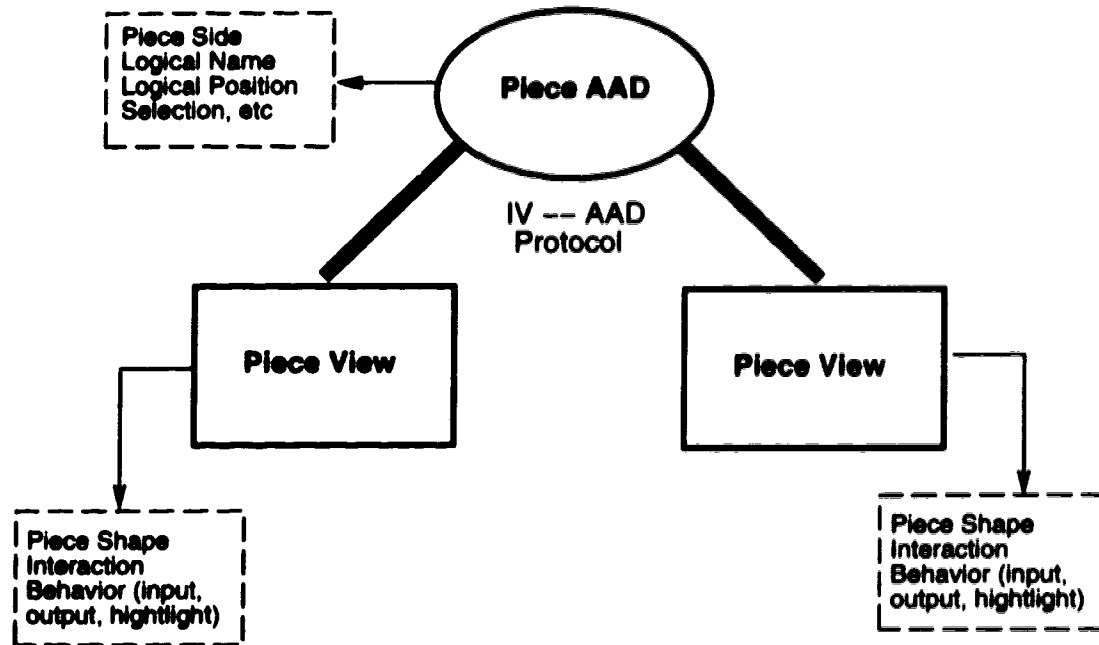 Piece Side
Logical Name
Logical Position
Selection, etc
Piece AAD
IV -- AAD
Protocol
Piece View
Piece View
Piece Shape
Interaction
Behavior (input,
output, hightlight)
Piece Shape
Interaction
Behavior (input,
output, hightlight)